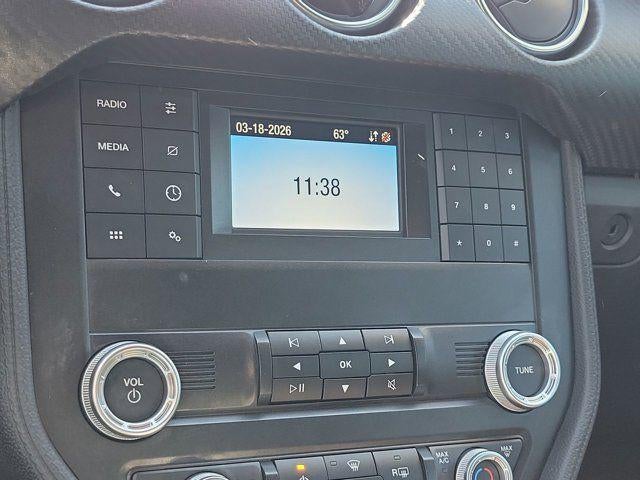 RADIO
MEDIA
03-18-2026 63°
11:38
1 2 3
4 5 6
7 8 9
* 0 #
VOL
OK
TUNE
R
MAX A/C
MAX